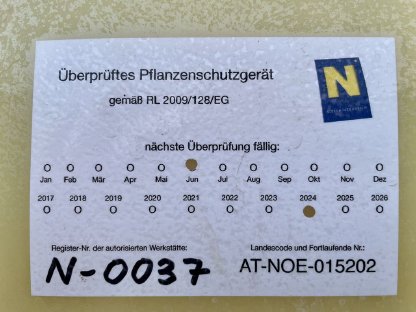 Überprüftes Pflanzenschutzgerät
gemäß RL 2009/128/EG
N
nächste Überprüfung fällig:
Jan Feb Mär Apr Mai Jun Jul Aug Sep Okt Nov Dez
2017 2018 2019 2020 2021 2022 2023 2024 2025 2026
Register-Nr. der autorisierten Werkstätte:
N-0037
Landescode und Fortlaufende Nr.:
AT-NOE-015202